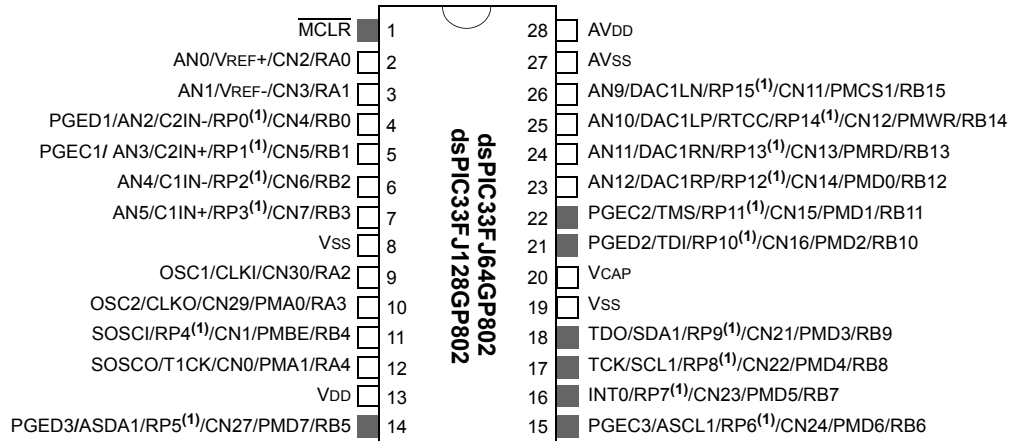 MCLR 1 28 AVDD
AN0/VREF+/CN2/RA0 2 27 AVSS
AN1/VREF-/CN3/RA1 3 26 AN9/DAC1LN/RP15(1)/CN11/PMCS1/RB15
PGED1/AN2/C2IN-/RP0(1)/CN4/RB0 4 25 AN10/DAC1LP/RTCC/RP14(1)/CN12/PMWR/RB14
PGEC1/ AN3/C2IN+/RP1(1)/CN5/RB1 5 24 AN11/DAC1RN/RP13(1)/CN13/PMRD/RB13
AN4/C1IN-/RP2(1)/CN6/RB2 6 23 AN12/DAC1RP/RP12(1)/CN14/PMD0/RB12
AN5/C1IN+/RP3(1)/CN7/RB3 7 22 PGEC2/TMS/RP11(1)/CN15/PMD1/RB11
VSS 8 21 PGED2/TDI/RP10(1)/CN16/PMD2/RB10
OSC1/CLKI/CN30/RA2 9 20 VCAP
OSC2/CLKO/CN29/PMA0/RA3 10 19 VSS
SOSCI/RP4(1)/CN1/PMBE/RB4 11 18 TDO/SDA1/RP9(1)/CN21/PMD3/RB9
SOSCO/T1CK/CN0/PMA1/RA4 12 17 TCK/SCL1/RP8(1)/CN22/PMD4/RB8
VDD 13 16 INT0/RP7(1)/CN23/PMD5/RB7
PGED3/ASDA1/RP5(1)/CN27/PMD7/RB5 14 15 PGEC3/ASCL1/RP6(1)/CN24/PMD6/RB6
dsPIC33FJ64GP802
dsPIC33FJ128GP802